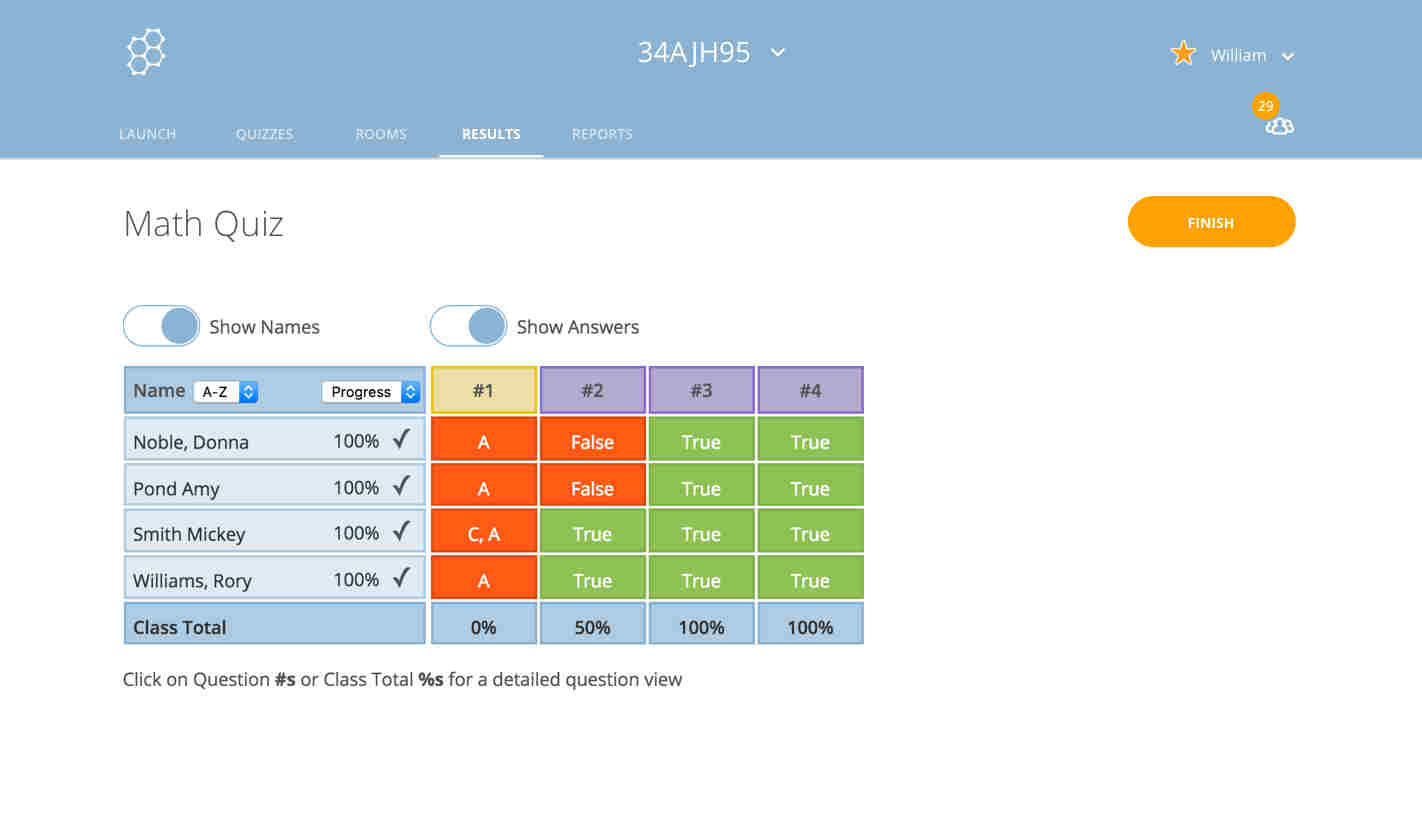 34AJH95
William
29
LAUNCH QUIZZES ROOMS RESULTS REPORTS
Math Quiz
FINISH
Show Names Show Answers
Name A-Z Progress #1 #2 #3 #4
Noble, Donna 100% ✓ A False True True
Pond Amy 100% ✓ A False True True
Smith Mickey 100% ✓ C, A True True True
Williams, Rory 100% ✓ A True True True
Class Total 0% 50% 100% 100%
Click on Question #s or Class Total %s for a detailed question view